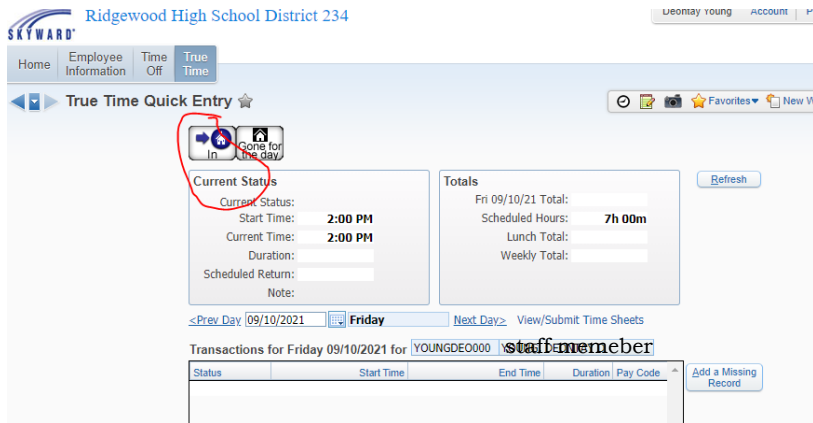 Ridgewood High School District 234
Deontay Young Account
SKYWARD®
Home Employee Information Time Off True Time
True Time Quick Entry
Favorites New W
In Gone for the day
Current Status
Current Status:
Start Time: 2:00 PM
Current Time: 2:00 PM
Duration:
Scheduled Return:
Note:
Totals
Fri 09/10/21 Total:
Scheduled Hours: 7h 00m
Lunch Total:
Weekly Total:
Refresh
<Prev Day 09/10/2021 Friday Next Day> View/Submit Time Sheets
Transactions for Friday 09/10/2021 for YOUNGDEO000 staff memeber
Status Start Time End Time Duration Pay Code
Add a Missing
Record